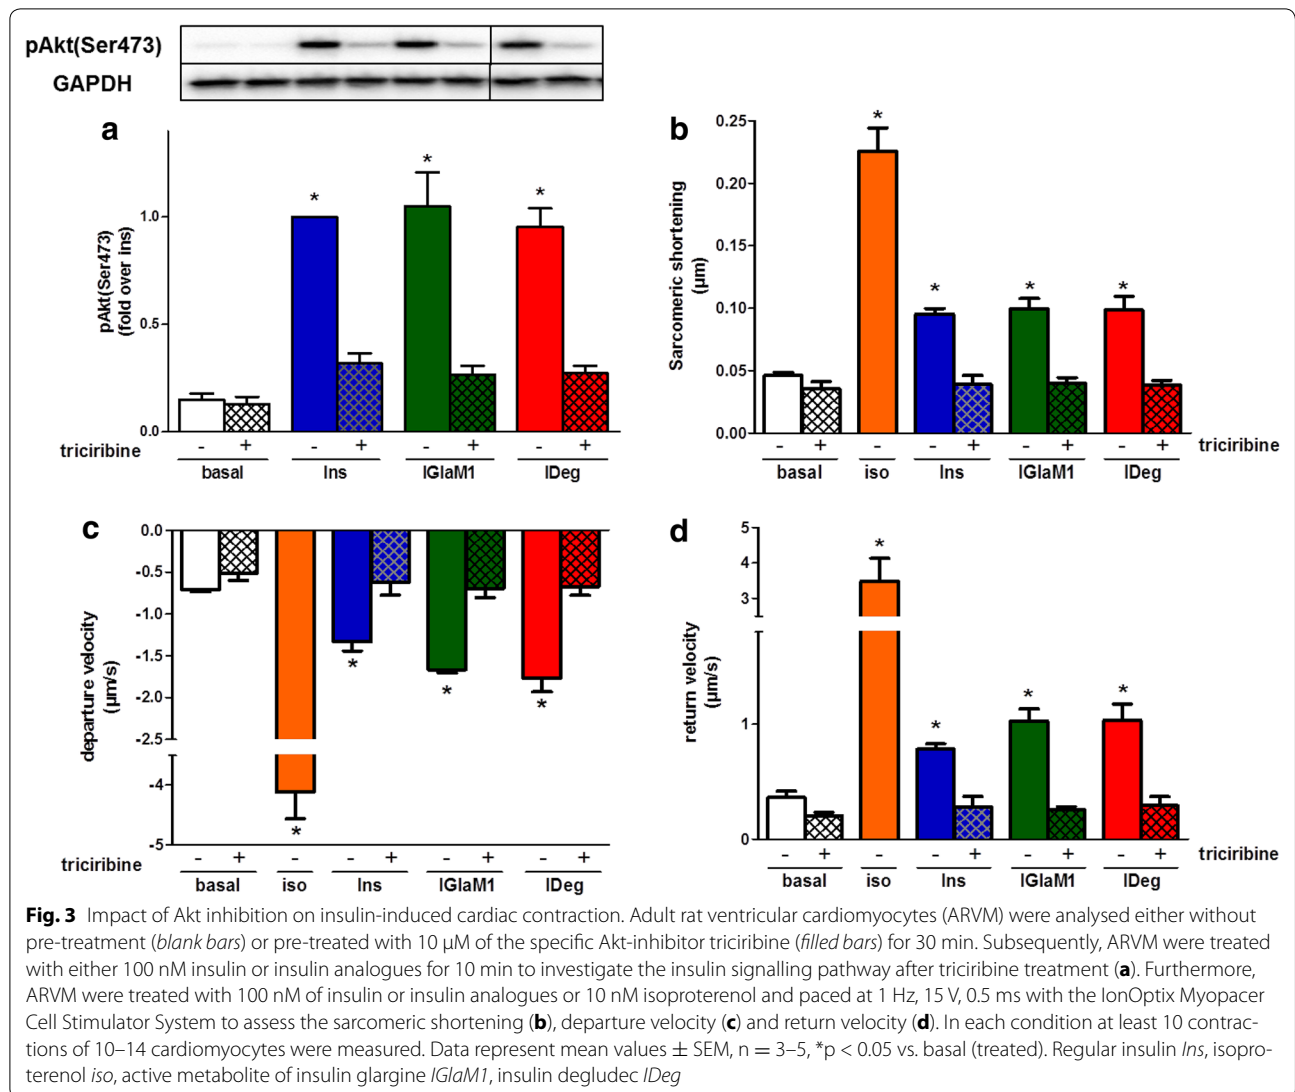 pAkt(Ser473)
GAPDH
a
pAkt(Ser473)
(fold over ins)
1.0
0.5
0.0
* * *
triciribine - + - + - + - +
basal Ins IGlaM1 IDeg
b
Sarcomeric shortening
(µm)
0.25
0.20
0.15
0.10
0.05
0.00
* * * *
- + - - + - + - + triciribine
basal iso Ins IGlaM1 IDeg
c
departure velocity
(µm/s)
0.0
-0.5
-1.0
-1.5
-2.0
-2.5
-4
-5
* * * *
triciribine - + - - + - + - +
basal iso Ins IGlaM1 IDeg
d
return velocity
(µm/s)
5
4
3
1
0
* * * *
- + - - + - + - + triciribine
basal iso Ins IGlaM1 IDeg
Fig. 3 Impact of Akt inhibition on insulin-induced cardiac contraction. Adult rat ventricular cardiomyocytes (ARVM) were analysed either without
pre-treatment (blank bars) or pre-treated with 10 µM of the specific Akt-inhibitor triciribine (filled bars) for 30 min. Subsequently, ARVM were treated
with either 100 nM insulin or insulin analogues for 10 min to investigate the insulin signalling pathway after triciribine treatment (a). Furthermore,
ARVM were treated with 100 nM of insulin or insulin analogues or 10 nM isoproterenol and paced at 1 Hz, 15 V, 0.5 ms with the IonOptix Myopacer
Cell Stimulator System to assess the sarcomeric shortening (b), departure velocity (c) and return velocity (d). In each condition at least 10 contrac-
tions of 10–14 cardiomyocytes were measured. Data represent mean values ± SEM, n = 3–5, *p < 0.05 vs. basal (treated). Regular insulin Ins, isopro-
terenol iso, active metabolite of insulin glargine IGlaM1, insulin degludec IDeg